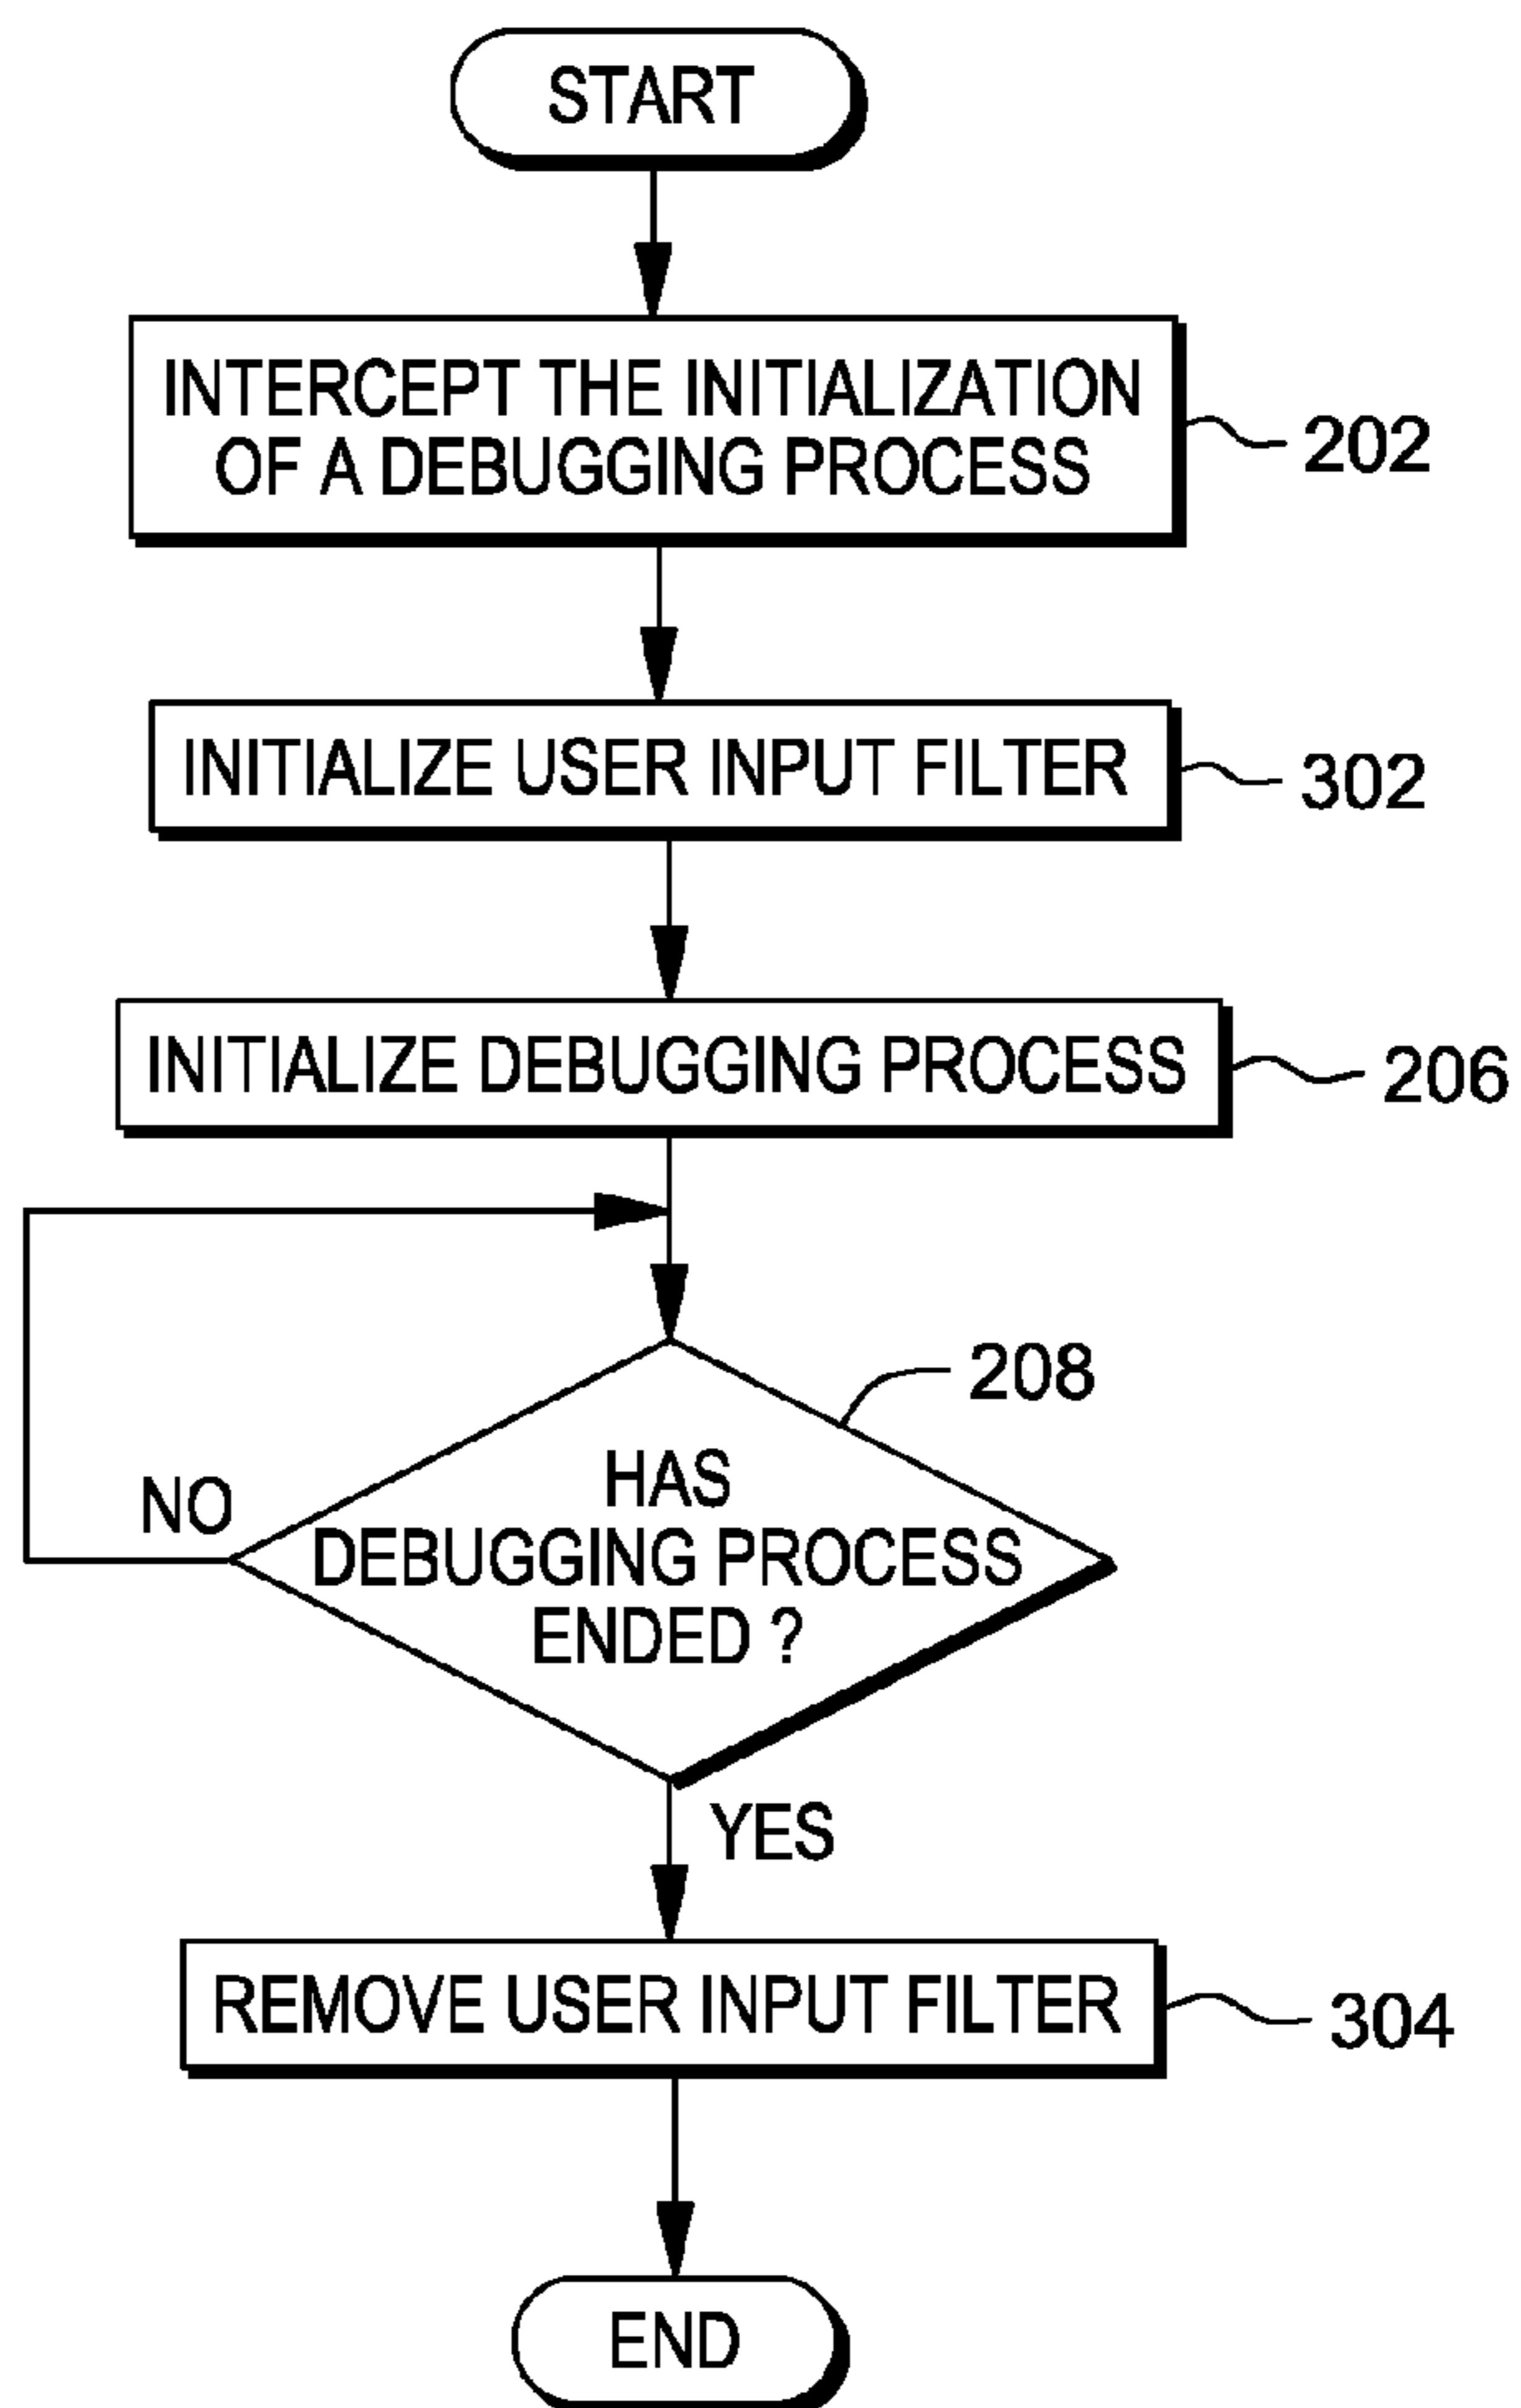 START
INTERCEPT THE INITIALIZATION
OF A DEBUGGING PROCESS
202
INITIALIZE USER INPUT FILTER
302
INITIALIZE DEBUGGING PROCESS
206
208
HAS
DEBUGGING PROCESS
ENDED ?
NO
YES
REMOVE USER INPUT FILTER
304
END